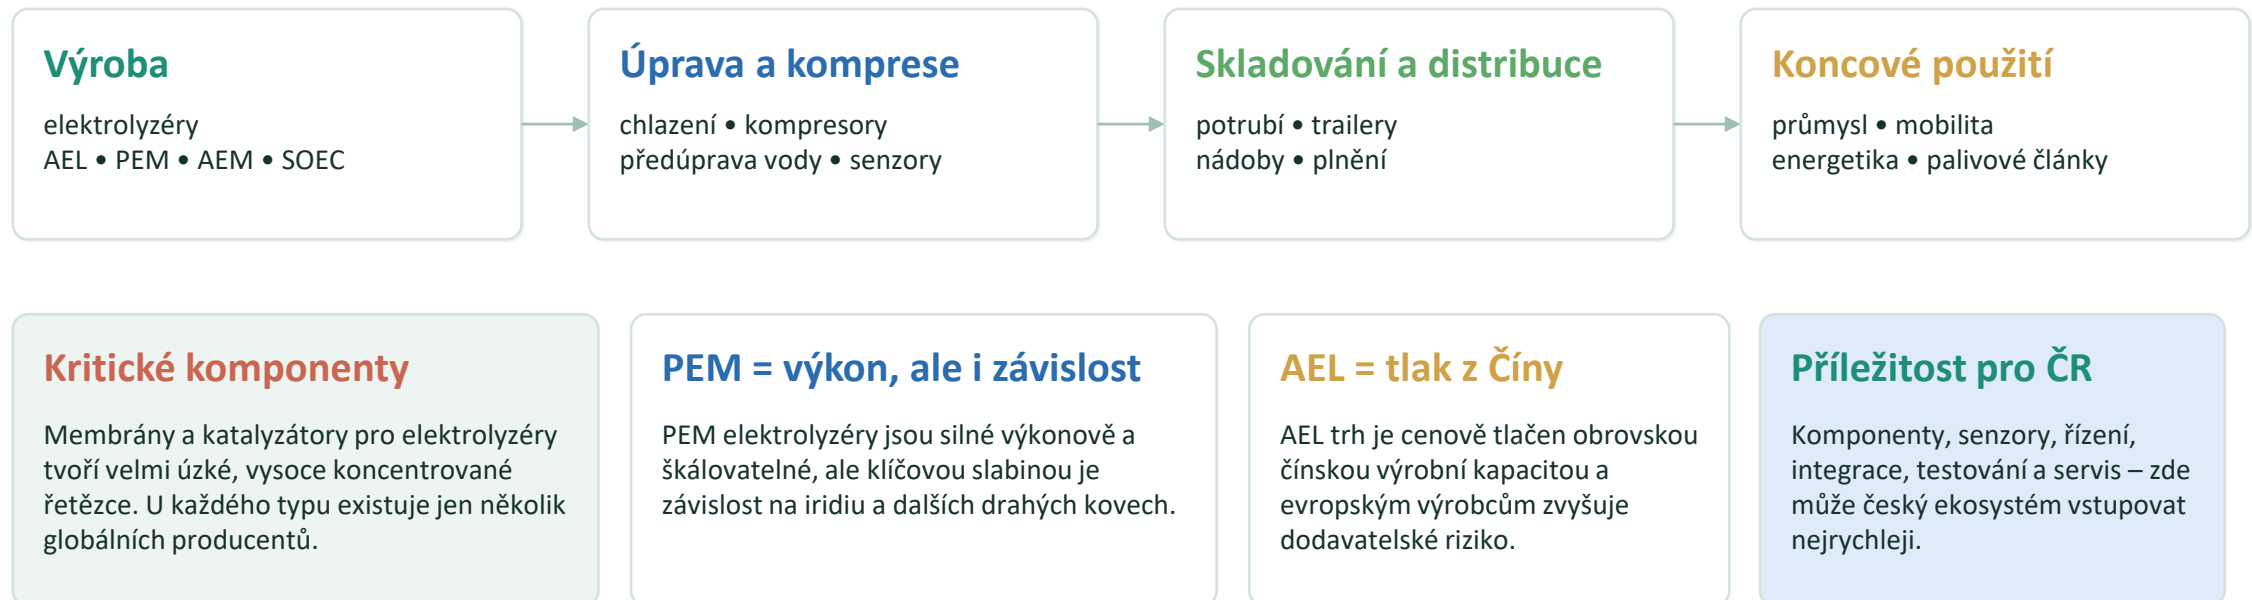 Výroba
elektrolyzéry
AEL • PEM • AEM • SOEC
Úprava a komprese
chlazení • kompresory
předúprava vody • senzory
Skladování a distribuce
potrubí • trailery
nádoby • plnění
Koncové použití
průmysl • mobilita
energetika • palivové články
Kritické komponenty
Membrány a katalyzátory pro elektrolyzéry
tvoří velmi úzké, vysoce koncentrované
řetězce. U každého typu existuje jen několik
globálních producentů.
PEM = výkon, ale i závislost
PEM elektrolyzéry jsou silné výkonově a
škálovatelné, ale klíčovou slabinou je
závislost na iridiu a dalších drahých kovech.
AEL = tlak z Číny
AEL trh je cenově tlačen obrovskou
čínskou výrobní kapacitou a
evropským výrobcům zvyšuje
dodavatelské riziko.
Příležitost pro ČR
Komponenty, senzory, řízení,
integrace, testování a servis – zde
může český ekosystém vstupovat
nejrychleji.